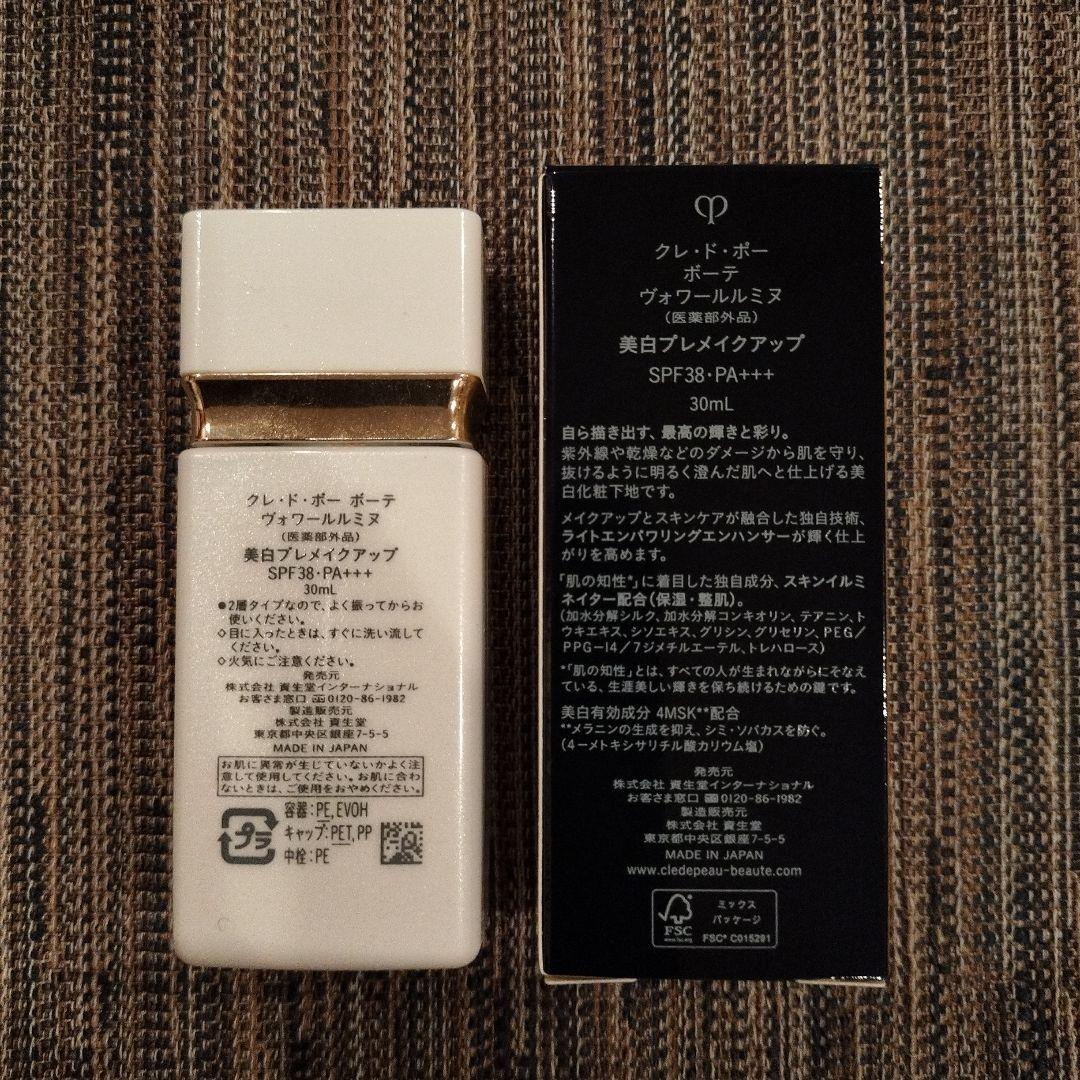 クレ・ド・ポー ボーテ
ヴォワールルミヌ
(医薬部外品)
美白プレメイクアップ
SPF38・PA+++
30mL
●2層タイプなので、よく振ってからお
使いください。
◇目に入ったときは、すぐに洗い流して
ください。
◇火気にご注意ください。
発売元
株式会社 資生堂インターナショナル
お客さま窓口 0120-86-1982
製造販売元
株式会社 資生堂
東京都中央区銀座7-5-5
MADE IN JAPAN
お肌に異常が生じていないかよく注
意して使用してください。お肌に合わ
ないときは、ご使用をおやめください。
プラ
容器:PE,EVOH
キャップ:PET,PP
中栓:PE
クレ・ド・ポー
ボーテ
ヴォワールルミヌ
(医薬部外品)
美白プレメイクアップ
SPF38・PA+++
30mL
自ら描き出す、最高の輝きと彩り。
紫外線や乾燥などのダメージから肌を守り、
抜けるように明るく澄んだ肌へと仕上げる美
白化粧下地です。
メイクアップとスキンケアが融合した独自技術、
ライトエンパワリングエンハンサーが輝く仕上
がりを高めます。
「肌の知性*」に着目した独自成分、スキンイルミ
ネイター配合(保湿・整肌)。
(加水分解シルク、加水分解コンキオリン、テアニン、ト
ウキエキス、シソエキス、グリシン、グリセリン、PEG/
PPG-14/7ジメチルエーテル、トレハロース)
*「肌の知性」とは、すべての人が生まれながらにそなえ
ている、生涯美しい輝きを保ち続けるための鍵です。
美白有効成分 4MSK**配合
**メラニンの生成を抑え、シミ・ソバカスを防ぐ。
(4-メトキシサリチル酸カリウム塩)
発売元
株式会社 資生堂インターナショナル
お客さま窓口 0120-86-1982
製造販売元
株式会社 資生堂
東京都中央区銀座7-5-5
MADE IN JAPAN
www.cledepeau-beaute.com
FSC
www.fsc.org
ミックス
パッケージ
FSC® C015291